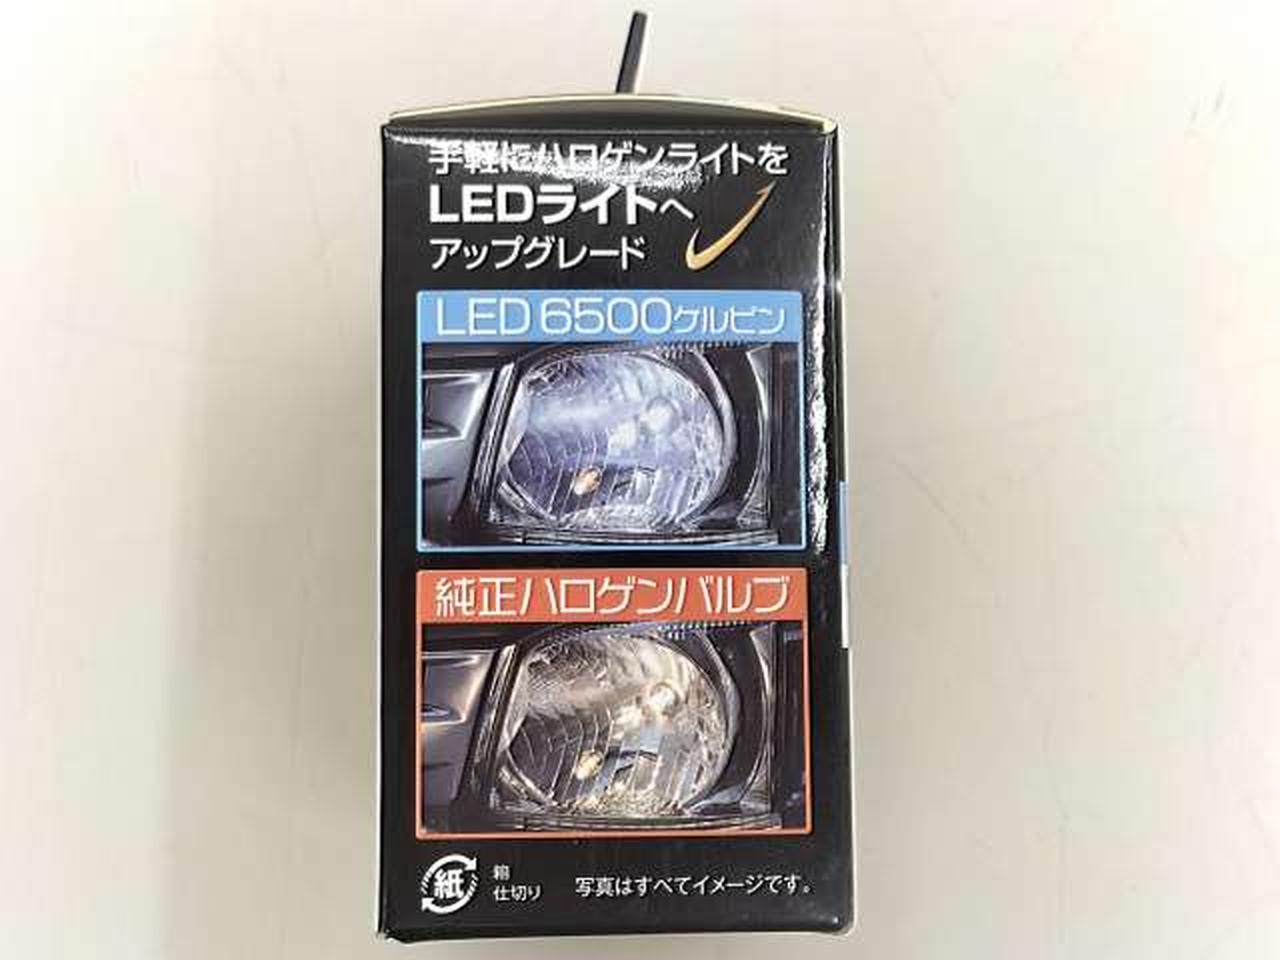 手軽にハロゲンライトを
LEDライトへ
アップグレード
LED 6500ケルビン
純正ハロゲンバルブ
紙
箱
仕切り
写真はすべてイメージです。